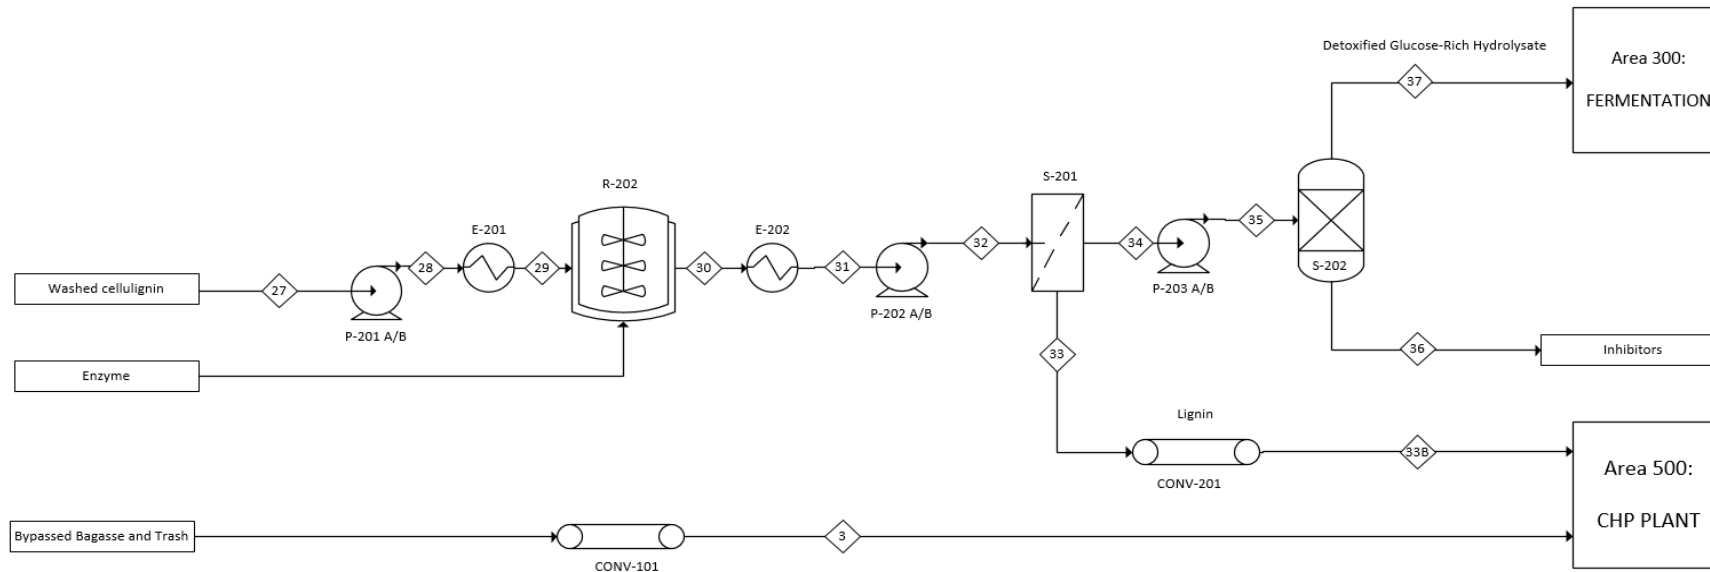 Detoxified Glucose-Rich Hydrolysate
Area 300:
FERMENTATION
37
R-202
S-201
E-201
E-202
S-202
28
29
30
31
32
34
35
Washed cellulignin
27
P-201 A/B
P-202 A/B
P-203 A/B
33
36
Inhibitors
Enzyme
Lignin
33B
CONV-201
Area 500:
CHP PLANT
Bypassed Bagasse and Trash
CONV-101
3